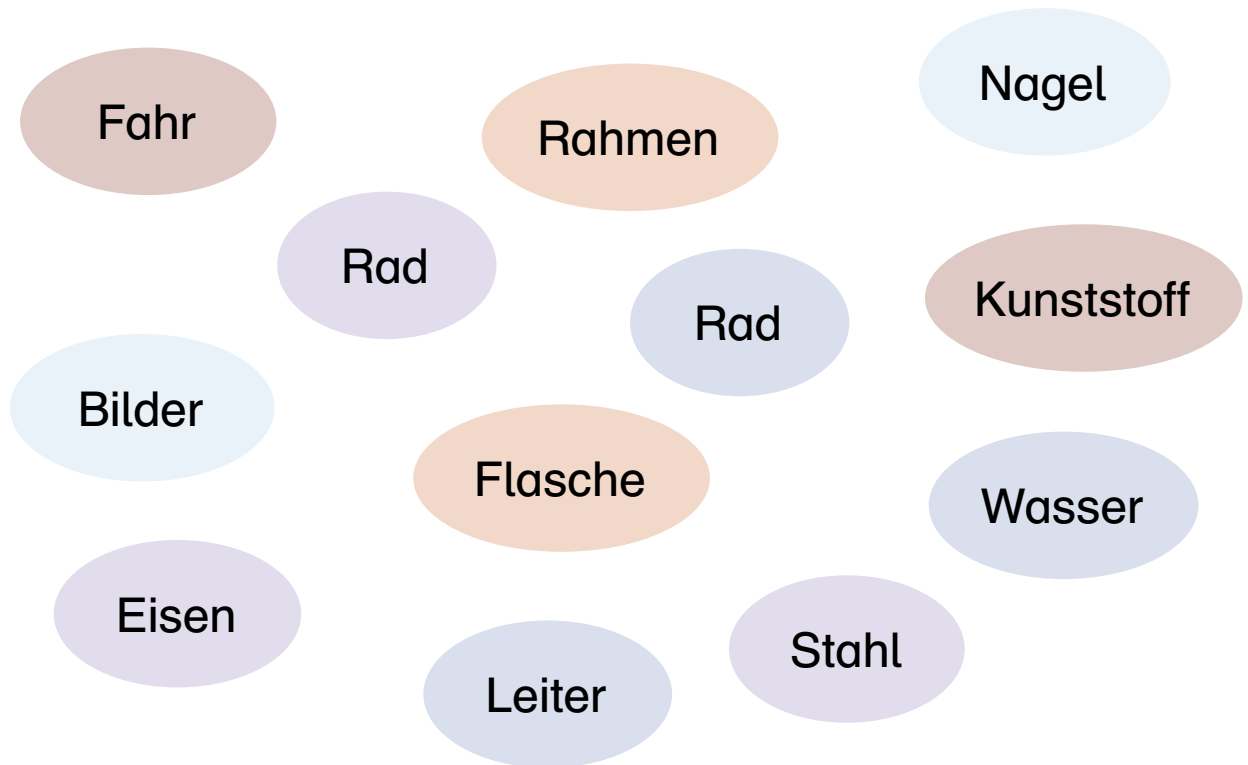 Nagel
Fahr
Rahmen
Rad
Kunststoff
Rad
Bilder
Flasche
Wasser
Eisen
Stahl
Leiter